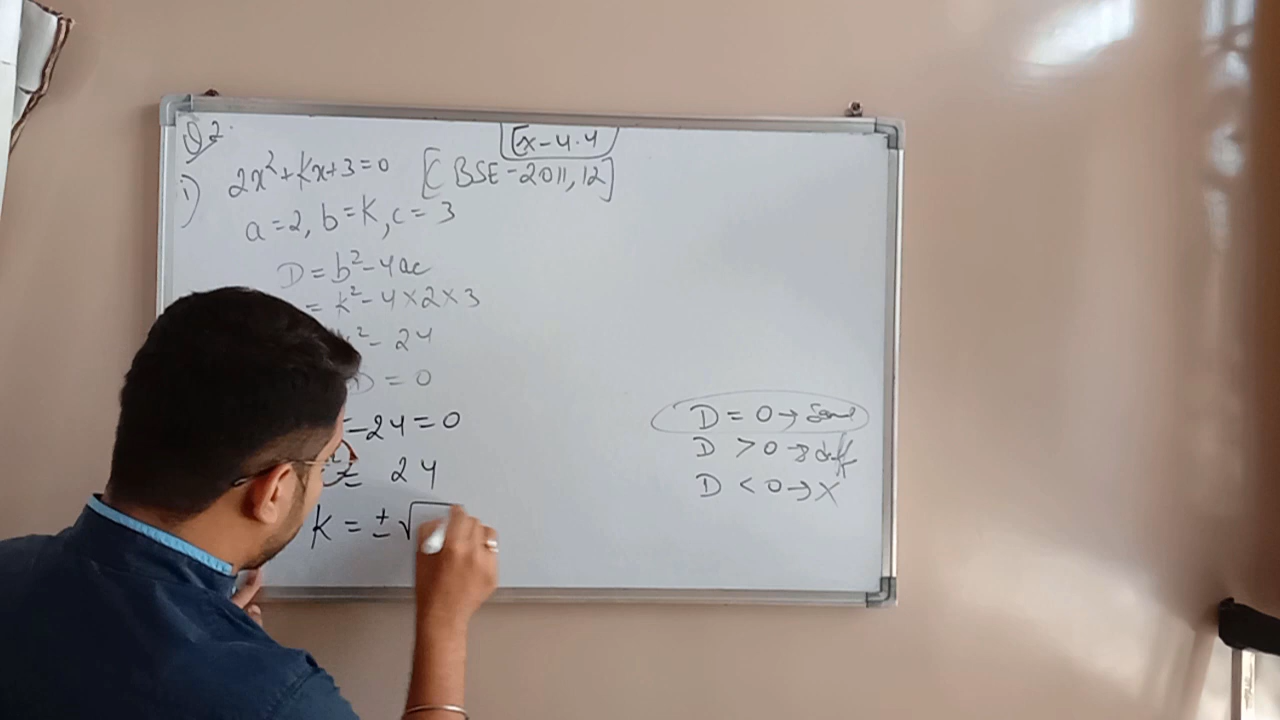 Q2.
Ex-4.4
i) 2x²+Kx+3=0 [CBSE-2011,12]
a=2, b=K, c=3
D=b²-4ac
= K²-4×2×3
²- 24
D = 0
-24=0
= 24
K = ±√
D = 0→ Same
D > 0→ diff
D < 0→ X